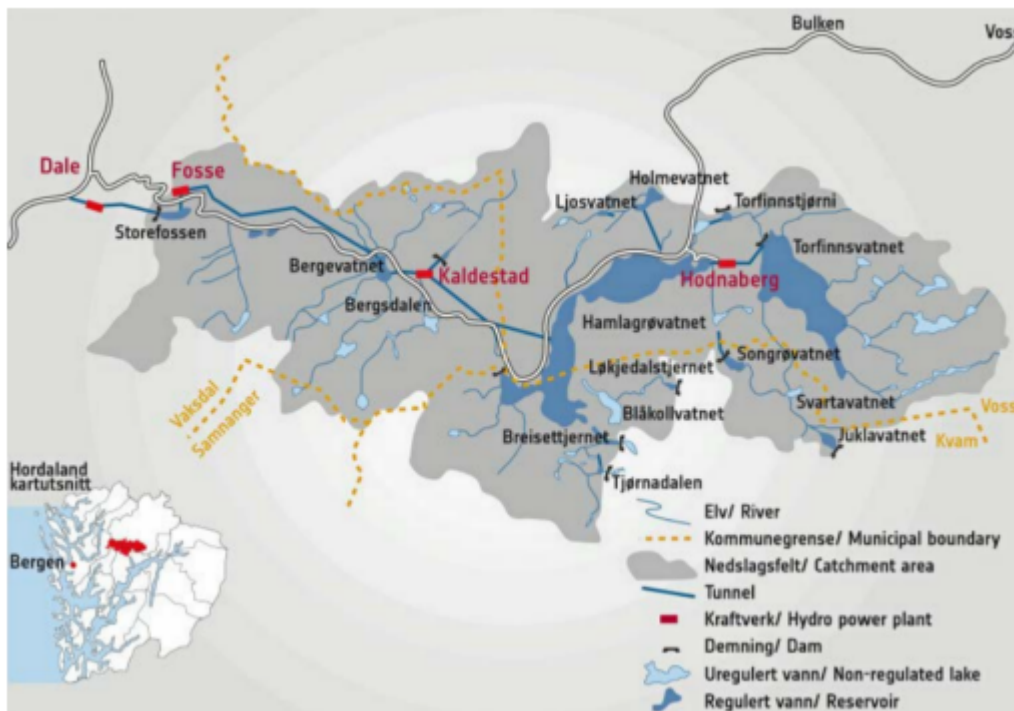 Bulken
Voss
Dale
Fosse
Holmevatnet
Ljosvatnet
Torfinnstjørni
Storefossen
Torfinnsvatnet
Bergevatnet
Kaldestad
Hodnaberg
Bergsdalen
Hamlagrøvatnet
Løkjedalstjernet
Songrøvatnet
Vaksdal
Samnanger
Blåkollvatnet
Svartavatnet
Voss
Breisettjernet
Juklavatnet
Kvam
Tjørnadalen
Hordaland
kartutsnitt
Bergen
Elv/ River
Kommunegrense/ Municipal boundary
Nedslagsfelt/ Catchment area
Tunnel
Kraftverk/ Hydro power plant
Demning/ Dam
Uregulert vann/ Non-regulated lake
Regulert vann/ Reservoir